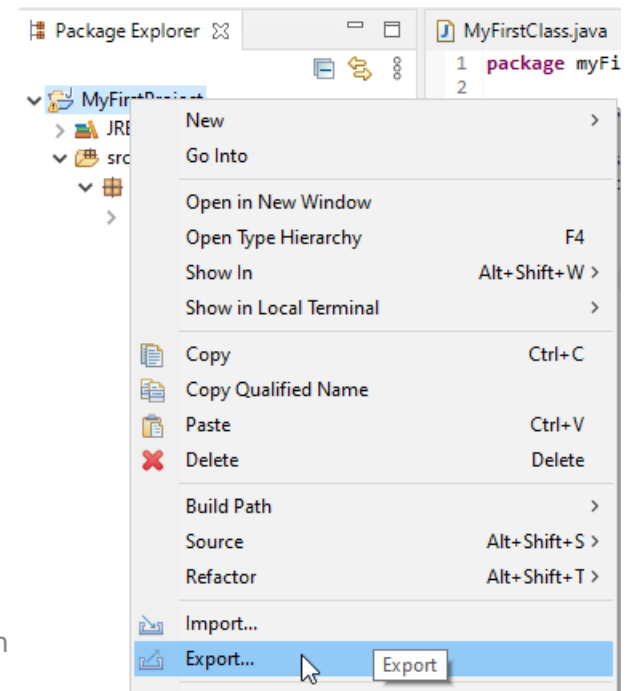 Package Explorer
MyFirstClass.java
1 package myFi
2
MyFirstProject
JRE
src
New
Go Into
Open in New Window
Open Type Hierarchy F4
Show In Alt+Shift+W >
Show in Local Terminal
Copy Ctrl+C
Copy Qualified Name
Paste Ctrl+V
Delete Delete
Build Path
Source Alt+Shift+S >
Refactor Alt+Shift+T >
Import...
Export...
Export
n